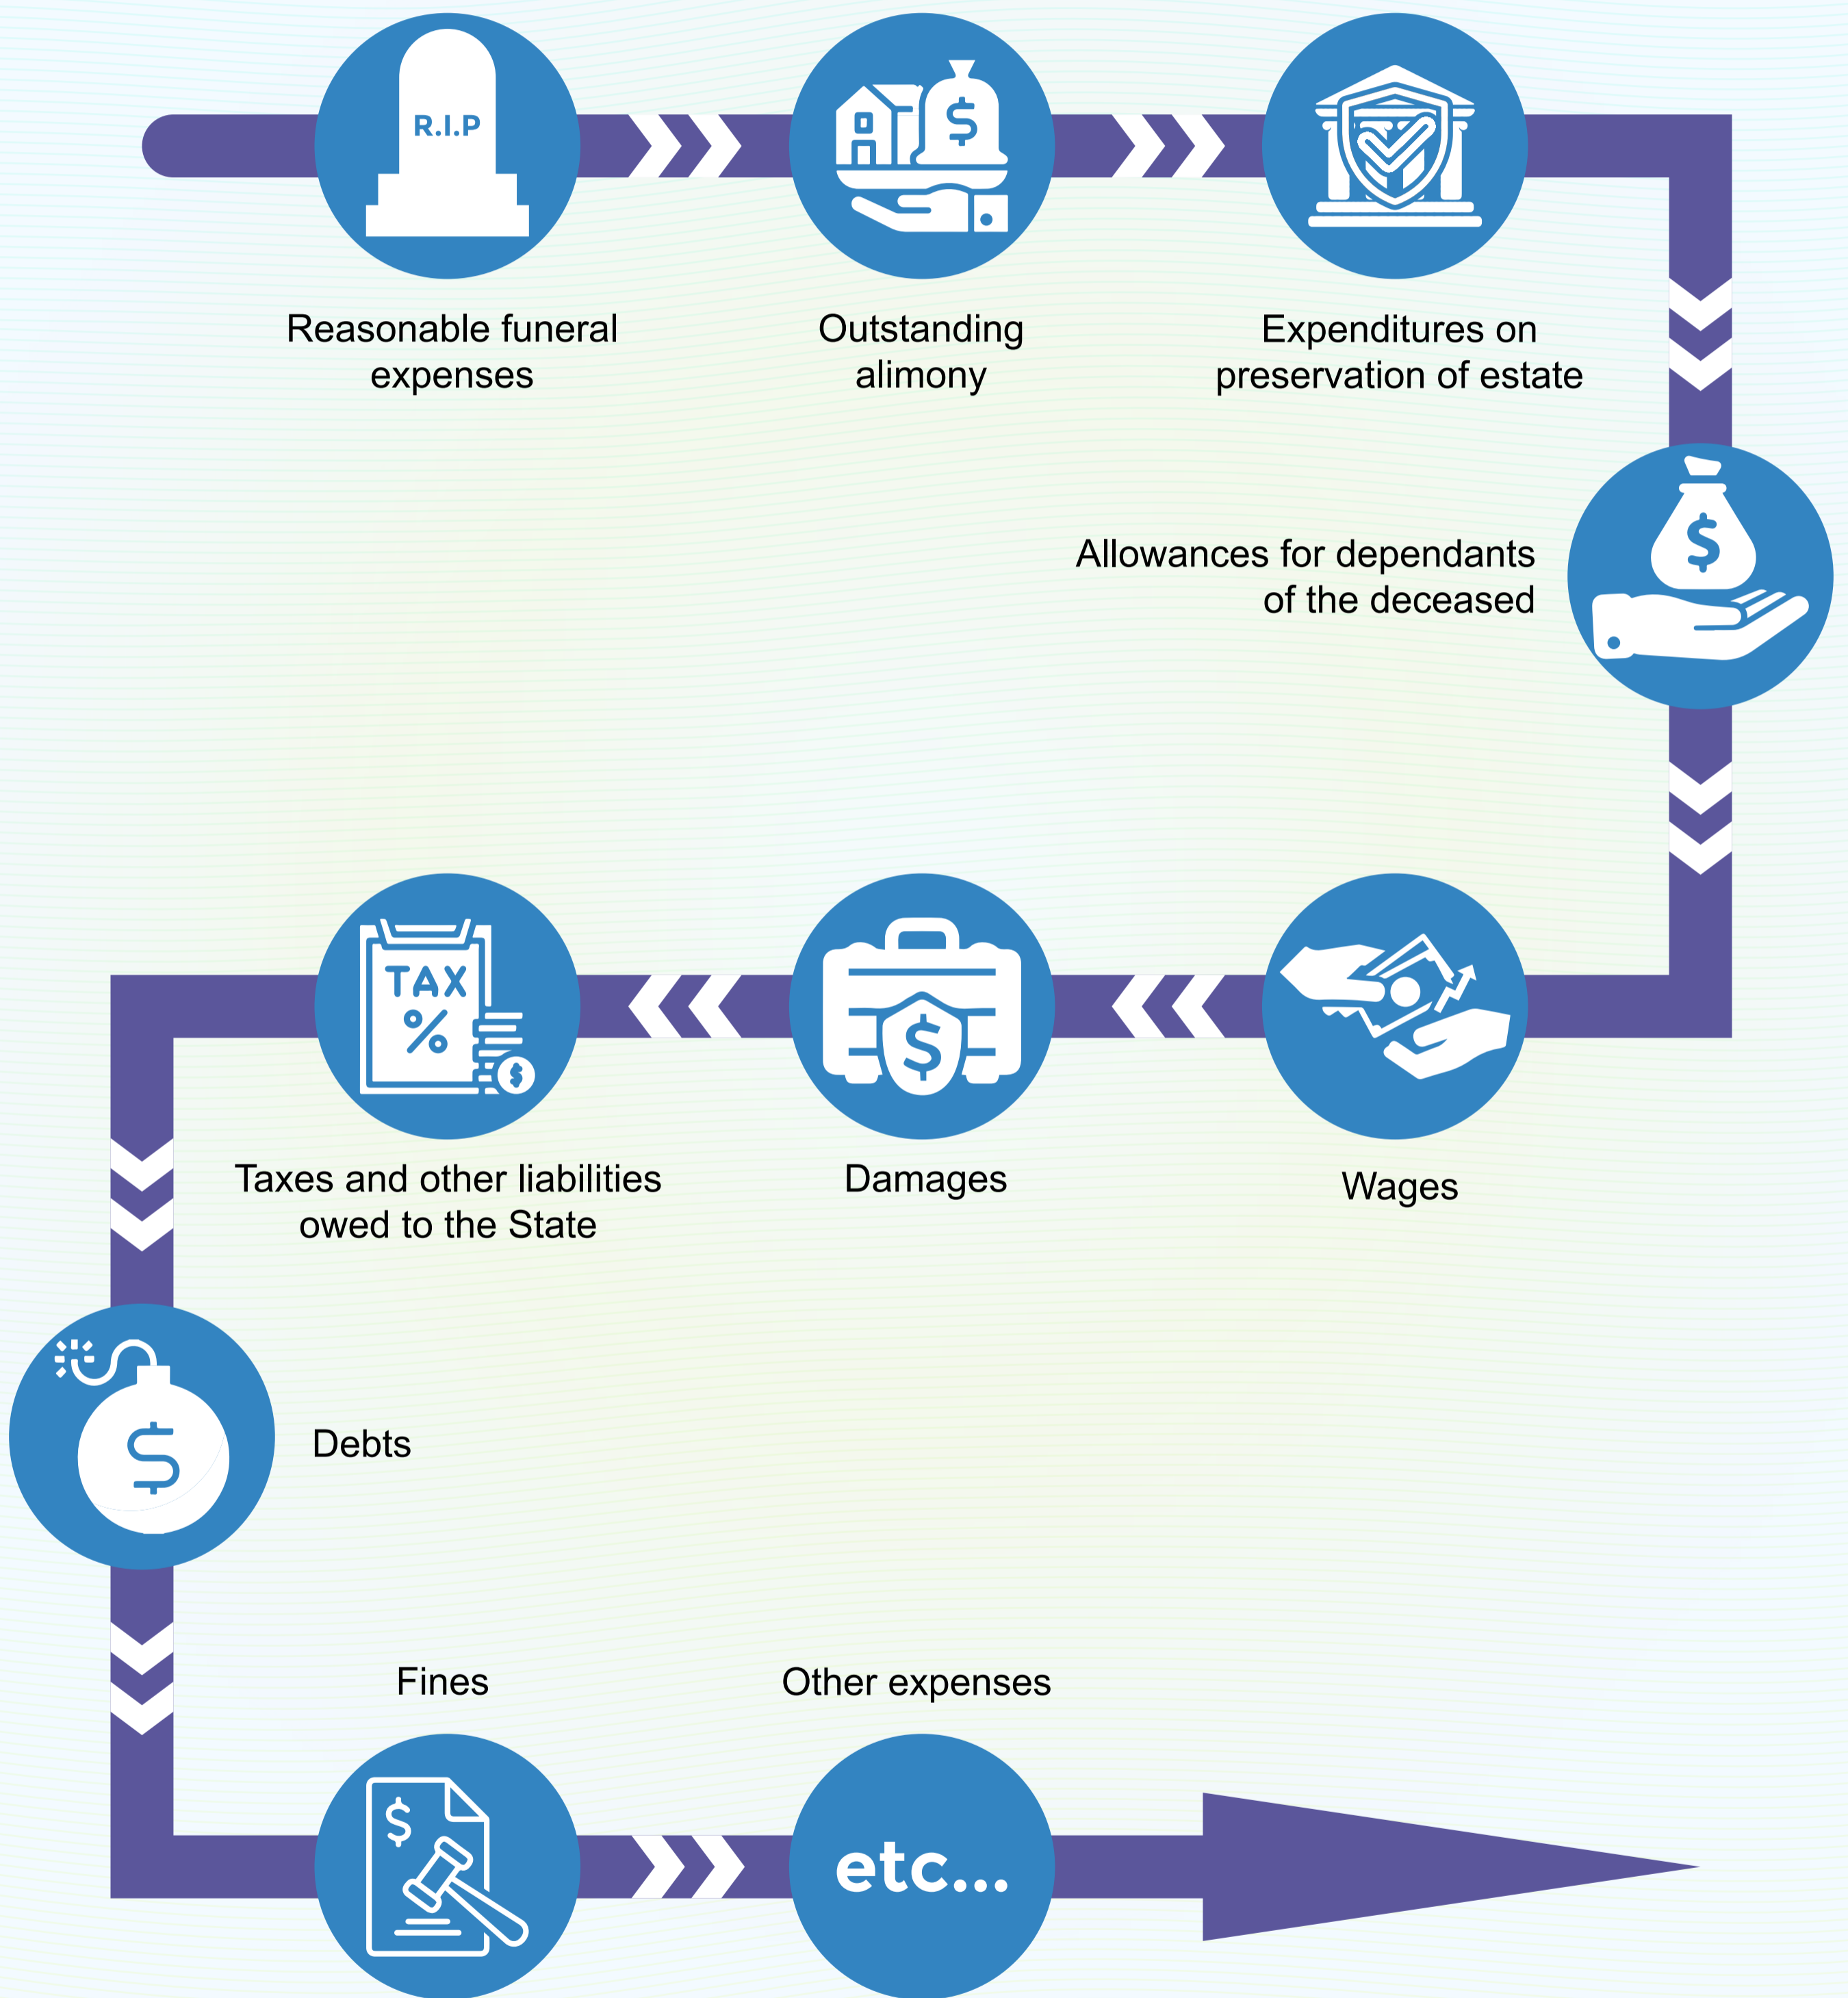 R.I.P
Reasonable funeral
expenses
Outstanding
alimony
Expenditures on
preservation of estate
Allowances for dependants
of the deceased
Wages
Damages
TAX
%
Taxes and other liabilities
owed to the State
Debts
Fines
Other expenses
etc...